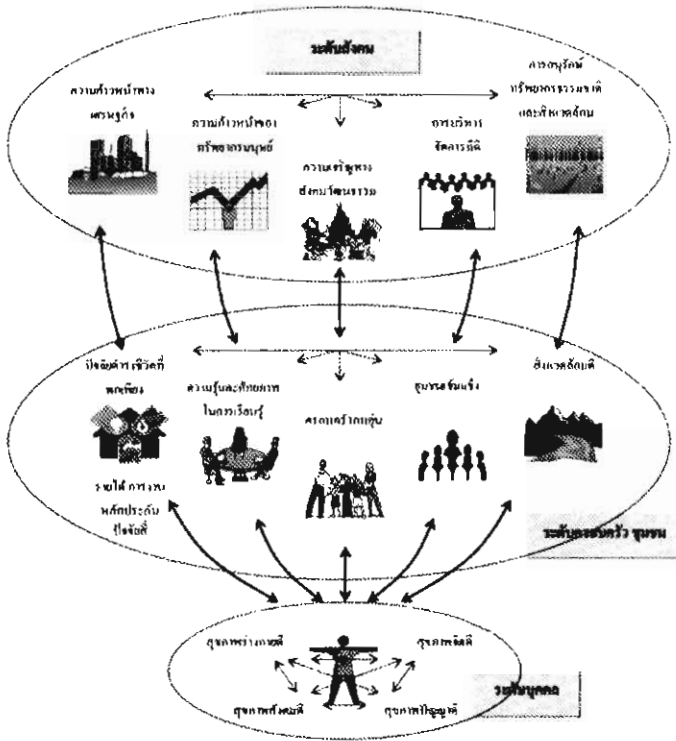 ระดับสังคม
ความก้าวหน้าทาง
เศรษฐกิจ
ความก้าวหน้าของ
ทรัพยากรมนุษย์
ความเจริญทาง
สังคมวัฒนธรรม
การบริหาร
จัดการที่ดี
การอนุรักษ์
ทรัพยากรธรรมชาติ
และสิ่งแวดล้อม
ปัจจัยดำรงชีวิตที่
พอเพียง
รายได้ การงาน
หลักประกัน
ปัจจัยสี่
ความรู้และศักยภาพ
ในการเรียนรู้
ครอบครัวอบอุ่น
ชุมชนเข้มแข็ง
สิ่งแวดล้อมดี
ระดับครอบครัว ชุมชน
สุขภาพร่างกายดี
สุขภาพจิตดี
สุขภาพสังคมดี
สุขภาพปัญญาดี
ระดับบุคคล